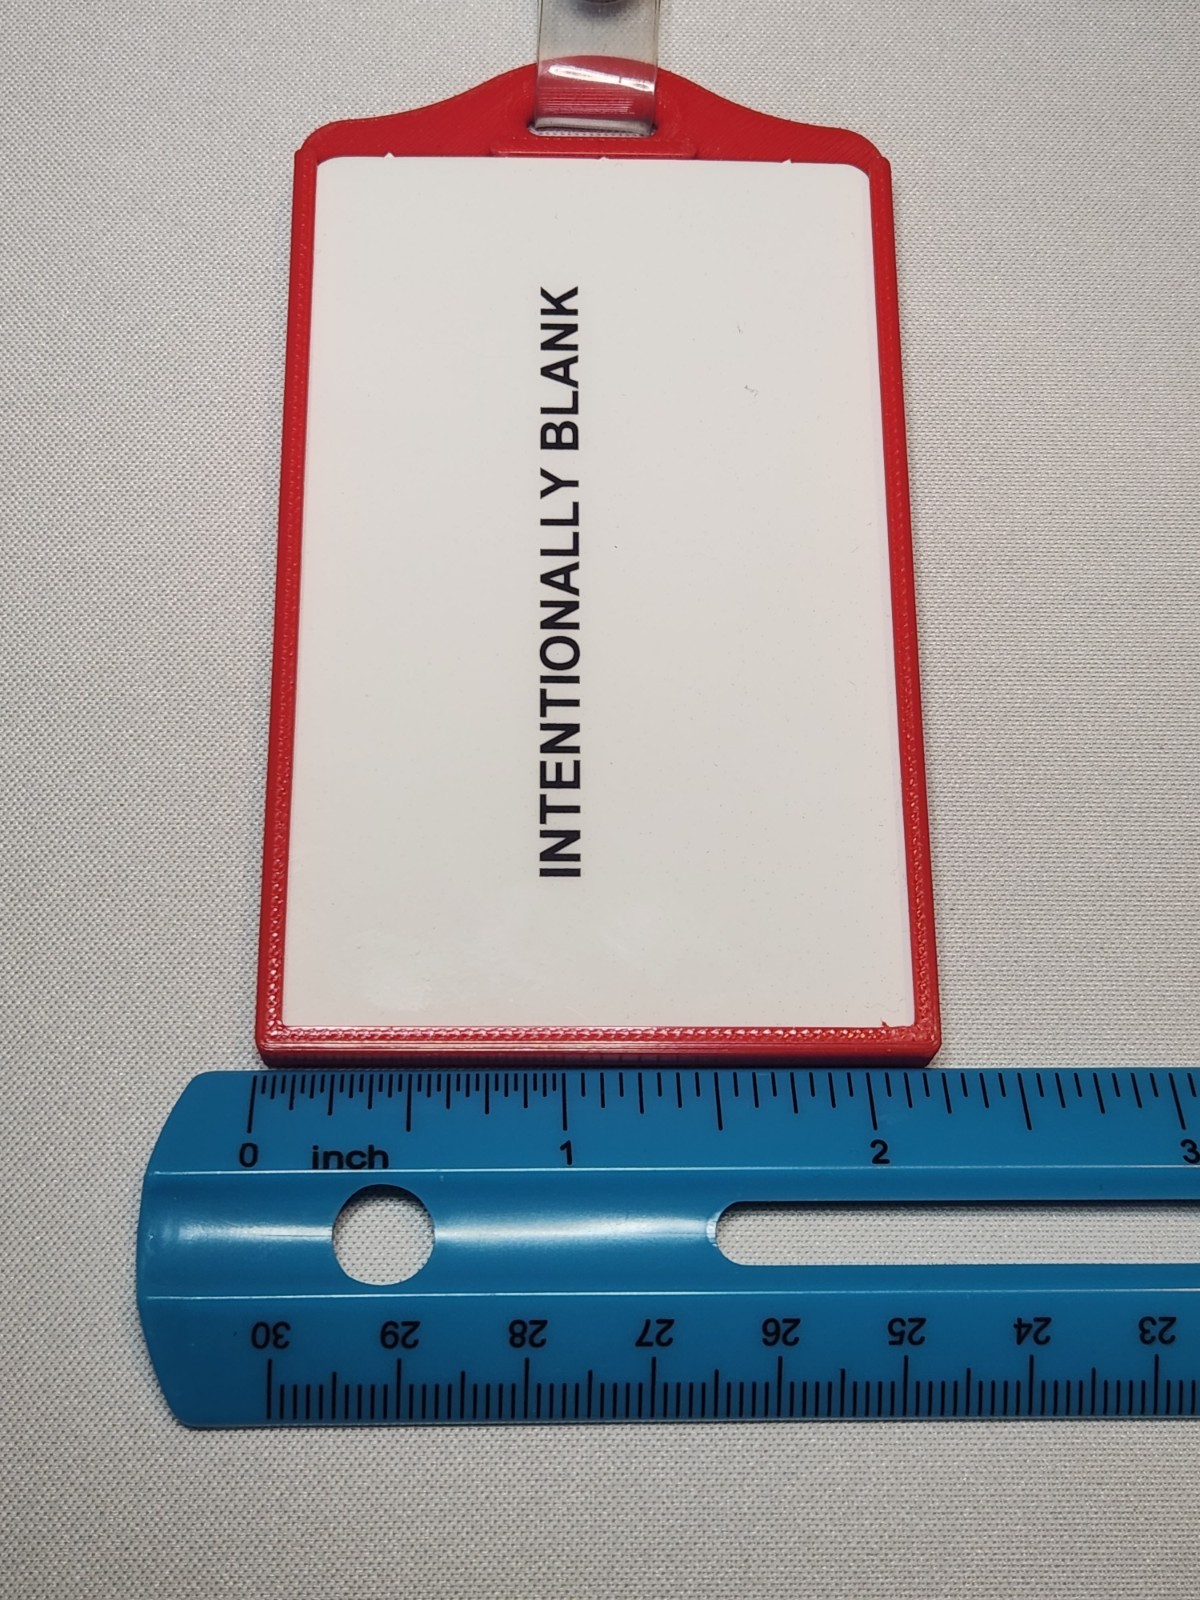 INTENTIONALLY BLANK
0 inch 1 2 3
30 29 28 27 26 25 24 23